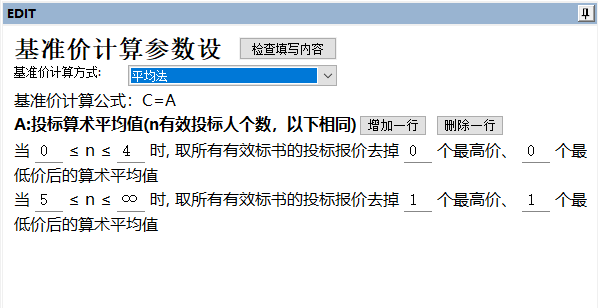 EDIT
基准价计算参数设 检查填写内容
基准价计算方式: 平均法
基准价计算公式：C=A
A:投标算术平均值(n有效投标人个数，以下相同) 增加一行 删除一行
当 0 ≤ n ≤ 4 时, 取所有有效标书的投标报价去掉 0 个最高价、 0 个最
低价后的算术平均值
当 5 ≤ n ≤ ∞ 时, 取所有有效标书的投标报价去掉 1 个最高价、 1 个最
低价后的算术平均值